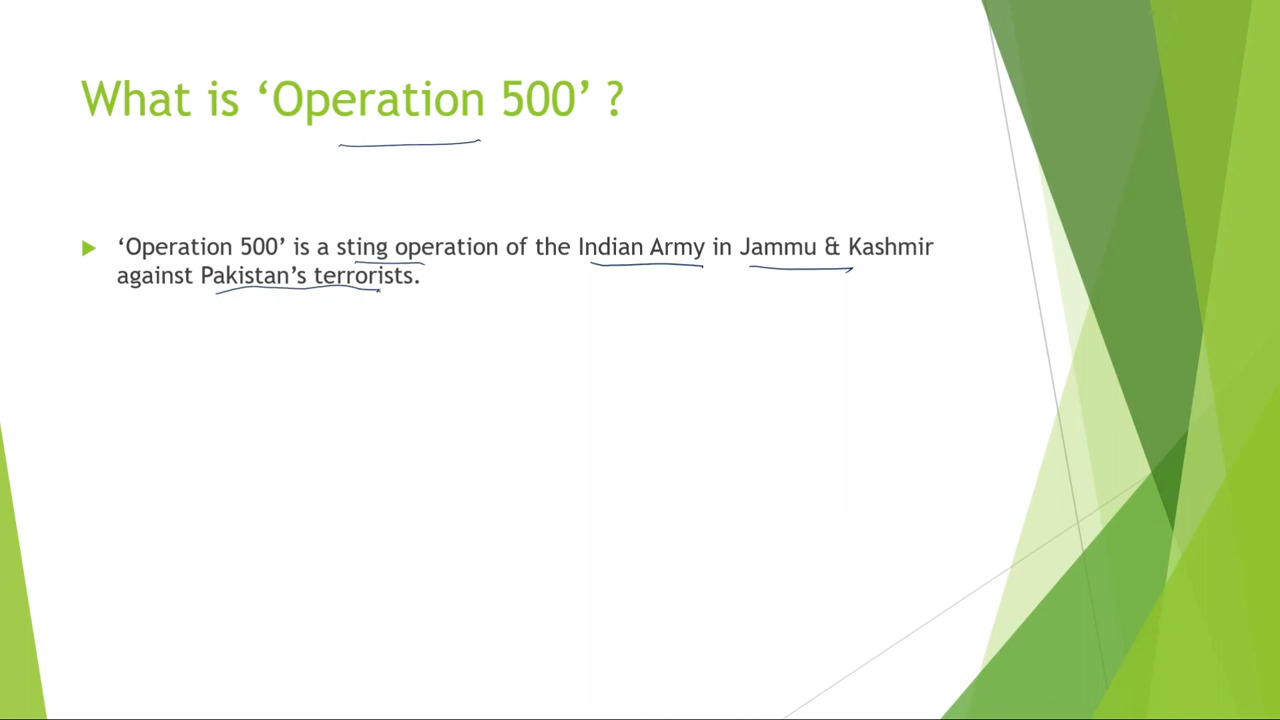 What is ‘Operation 500’ ?
‘Operation 500’ is a sting operation of the Indian Army in Jammu & Kashmir
against Pakistan’s terrorists.